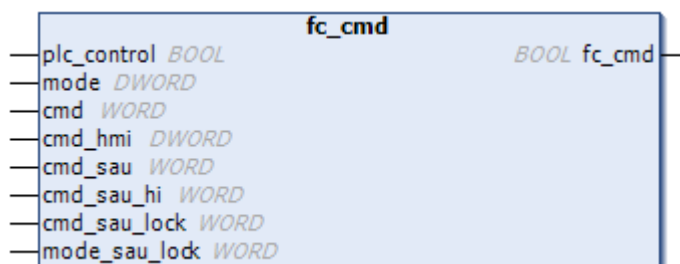 fc_cmd
plc_control BOOL BOOL fc_cmd
mode DWORD
cmd WORD
cmd_hmi DWORD
cmd_sau WORD
cmd_sau_hi WORD
cmd_sau_lock WORD
mode_sau_lock WORD